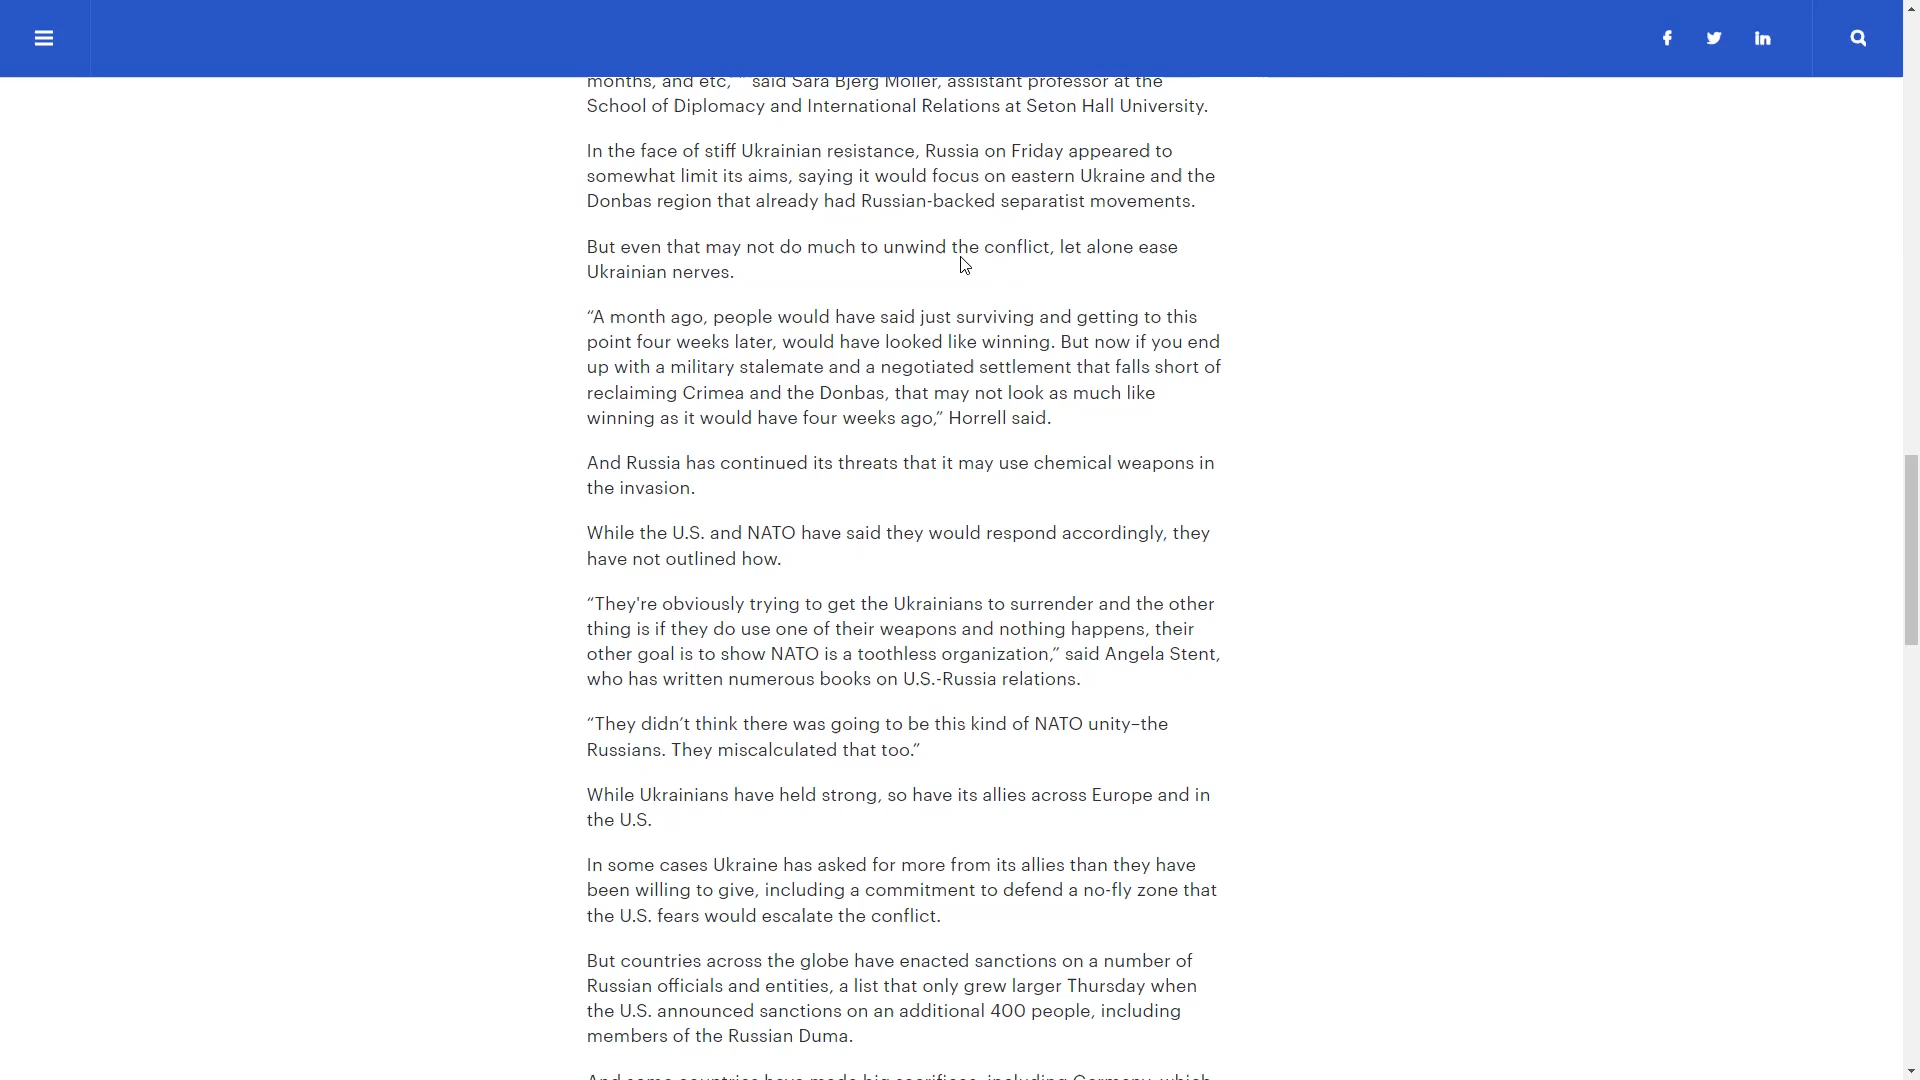 months, and etc,’” said Sara Bjerg Moller, assistant professor at the
School of Diplomacy and International Relations at Seton Hall University.
In the face of stiff Ukrainian resistance, Russia on Friday appeared to
somewhat limit its aims, saying it would focus on eastern Ukraine and the
Donbas region that already had Russian-backed separatist movements.
But even that may not do much to unwind the conflict, let alone ease
Ukrainian nerves.
“A month ago, people would have said just surviving and getting to this
point four weeks later, would have looked like winning. But now if you end
up with a military stalemate and a negotiated settlement that falls short of
reclaiming Crimea and the Donbas, that may not look as much like
winning as it would have four weeks ago,” Horrell said.
And Russia has continued its threats that it may use chemical weapons in
the invasion.
While the U.S. and NATO have said they would respond accordingly, they
have not outlined how.
“They're obviously trying to get the Ukrainians to surrender and the other
thing is if they do use one of their weapons and nothing happens, their
other goal is to show NATO is a toothless organization,” said Angela Stent,
who has written numerous books on U.S.-Russia relations.
“They didn’t think there was going to be this kind of NATO unity–the
Russians. They miscalculated that too.”
While Ukrainians have held strong, so have its allies across Europe and in
the U.S.
In some cases Ukraine has asked for more from its allies than they have
been willing to give, including a commitment to defend a no-fly zone that
the U.S. fears would escalate the conflict.
But countries across the globe have enacted sanctions on a number of
Russian officials and entities, a list that only grew larger Thursday when
the U.S. announced sanctions on an additional 400 people, including
members of the Russian Duma.
And some countries have made big sacrifices, including Germany, which